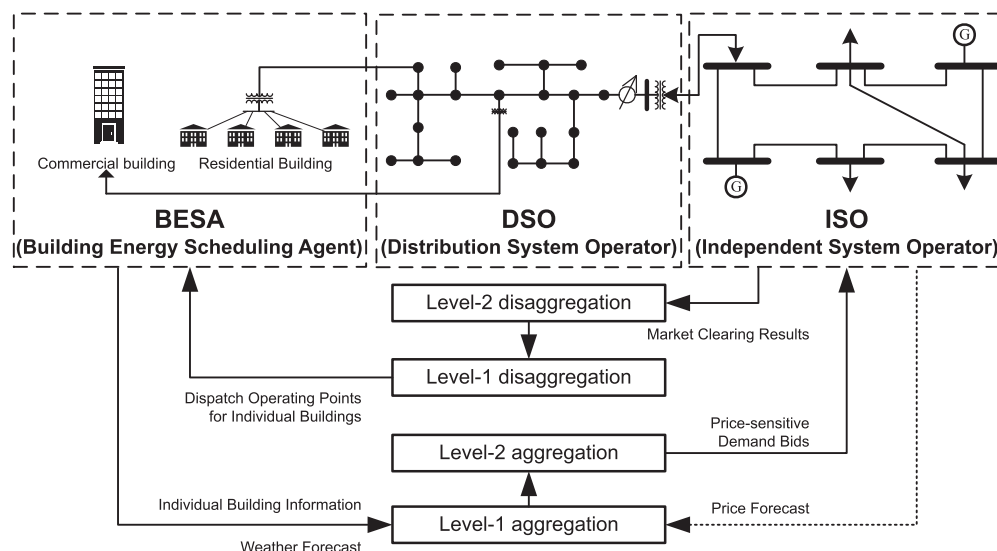 G
G
Commercial building
Residential Building
BESA
(Building Energy Scheduling Agent)
DSO
(Distribution System Operator)
ISO
(Independent System Operator)
Level-2 disaggregation
Market Clearing Results
Level-1 disaggregation
Dispatch Operating Points
for Individual Buildings
Price-sensitive
Demand Bids
Level-2 aggregation
Individual Building Information
Price Forecast
Level-1 aggregation
Weather Forecast